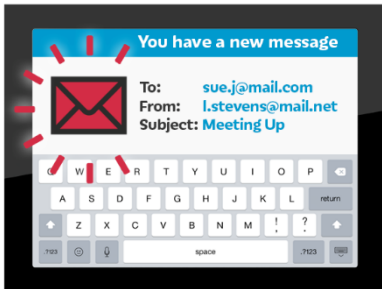 You have a new message
To: sue.j@mail.com
From: l.stevens@mail.net
Subject: Meeting Up
Q W E R T Y U I O P
A S D F G H J K L return
Z X C V B N M ! , ? .
.?123 space .?123